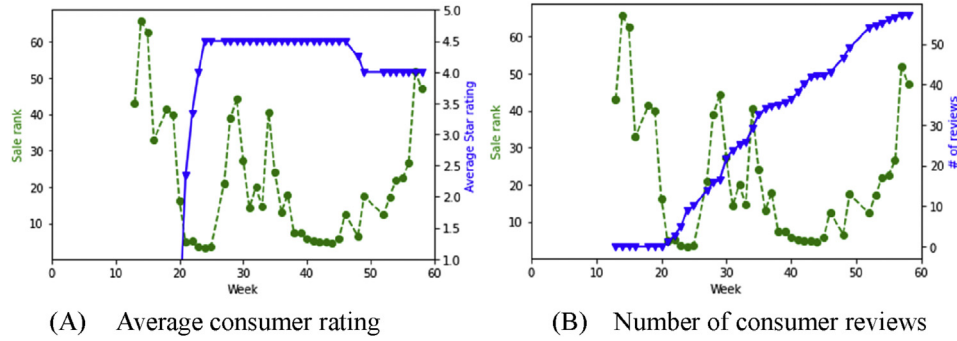 5.0
60
4.5
50
4.0
40
3.5
30
3.0
20
2.5
2.0
10
1.5
1.0
0 10 20 30 40 50 60
Sale rank
Average Star rating
Week
(A) Average consumer rating
60
50
50
40
40
30
30
20
20
10
10
0
0 10 20 30 40 50 60
Sale rank
# of reviews
Week
(B) Number of consumer reviews